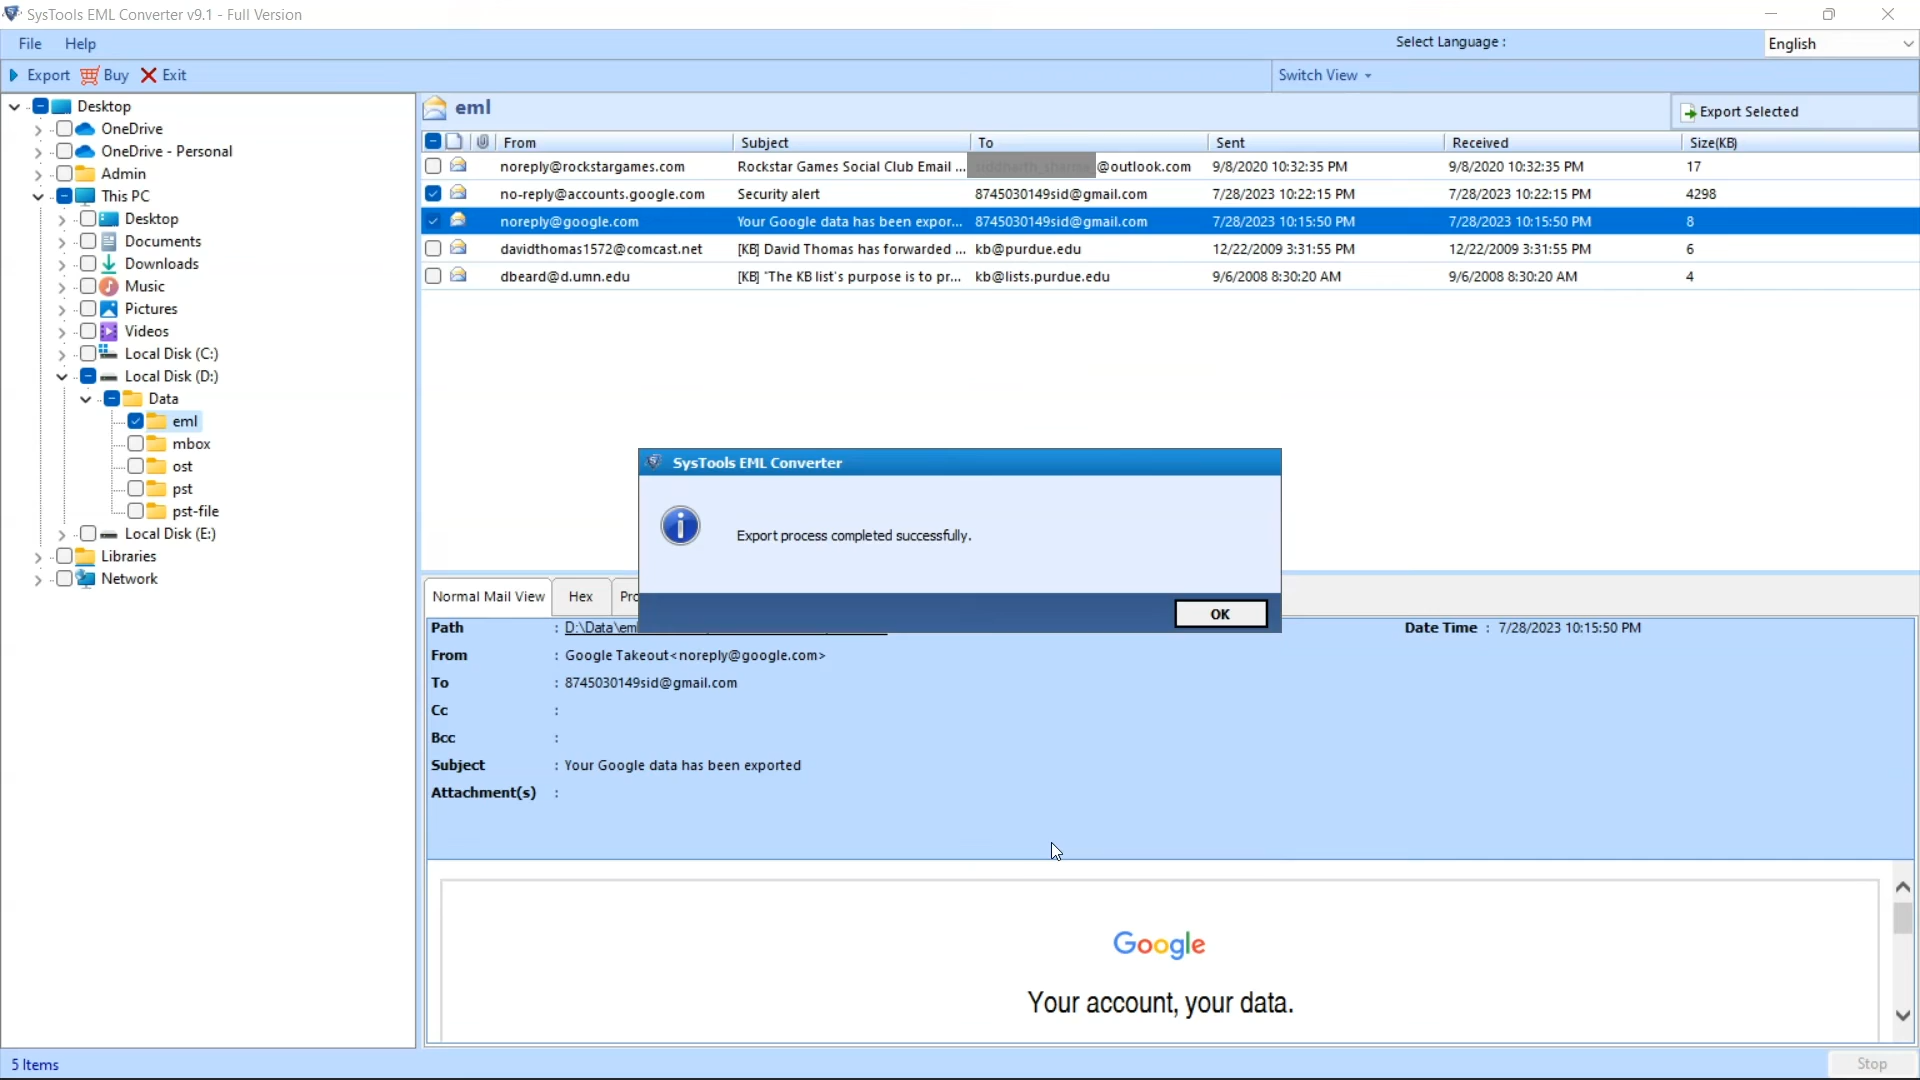 SysTools EML Converter v9.1 - Full Version
File Help Select Language : English
Export Buy Exit Switch View
Desktop
OneDrive
OneDrive - Personal
Admin
This PC
Desktop
Documents
Downloads
Music
Pictures
Videos
Local Disk (C:)
Local Disk (D:)
Data
eml
mbox
ost
pst
pst-file
Local Disk (E:)
Libraries
Network
eml Export Selected
From Subject To Sent Received Size(KB)
noreply@rockstargames.com Rockstar Games Social Club Email ... @outlook.com 9/8/2020 10:32:35 PM 9/8/2020 10:32:35 PM 17
no-reply@accounts.google.com Security alert 8745030149sid@gmail.com 7/28/2023 10:22:15 PM 7/28/2023 10:22:15 PM 4298
noreply@google.com Your Google data has been expor... 8745030149sid@gmail.com 7/28/2023 10:15:50 PM 7/28/2023 10:15:50 PM 8
davidthomas1572@comcast.net [KB] David Thomas has forwarded ... kb@purdue.edu 12/22/2009 3:31:55 PM 12/22/2009 3:31:55 PM 6
dbeard@d.umn.edu [KB] "The KB list's purpose is to pr... kb@lists.purdue.edu 9/6/2008 8:30:20 AM 9/6/2008 8:30:20 AM 4
SysTools EML Converter
Export process completed successfully.
OK
Normal Mail View Hex Pro
Path : D:\Data\eml Date Time : 7/28/2023 10:15:50 PM
From : Google Takeout<noreply@google.com>
To : 8745030149sid@gmail.com
Cc :
Bcc :
Subject : Your Google data has been exported
Attachment(s) :
Google
Your account, your data.
5 Items Stop